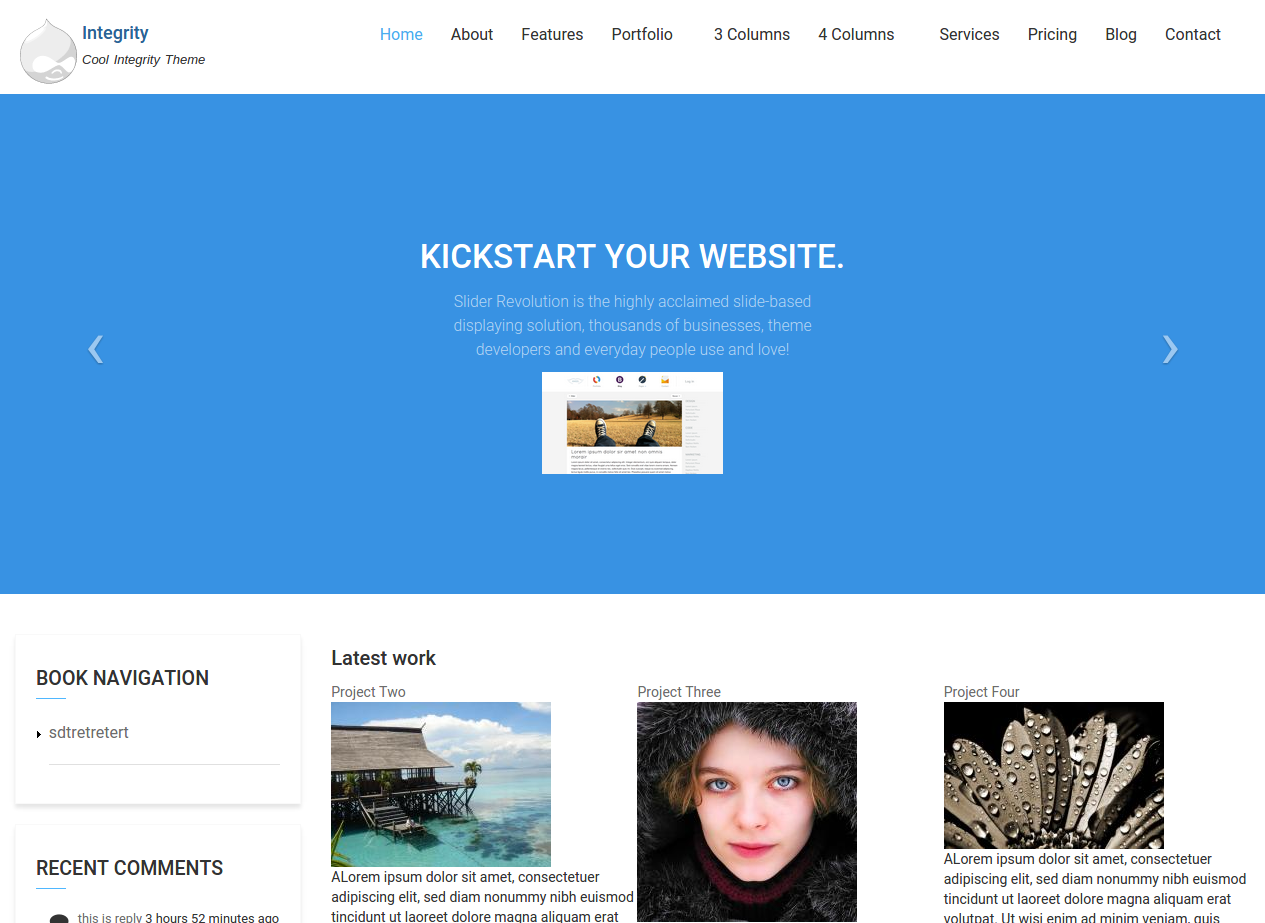 Integrity
Cool Integrity Theme
Home About Features Portfolio 3 Columns 4 Columns Services Pricing Blog Contact
KICKSTART YOUR WEBSITE.
Slider Revolution is the highly acclaimed slide-based
displaying solution, thousands of businesses, theme
developers and everyday people use and love!
Lorem ipsum dolor sir amet non omnis
morair
BOOK NAVIGATION
sdtretretert
RECENT COMMENTS
this is reply 3 hours 52 minutes ago
Latest work
Project Two
ALorem ipsum dolor sit amet, consectetuer
adipiscing elit, sed diam nonummy nibh euismod
tincidunt ut laoreet dolore magna aliquam erat
Project Three
Project Four
ALorem ipsum dolor sit amet, consectetuer
adipiscing elit, sed diam nonummy nibh euismod
tincidunt ut laoreet dolore magna aliquam erat
volutpat. Ut wisi enim ad minim veniam, quis